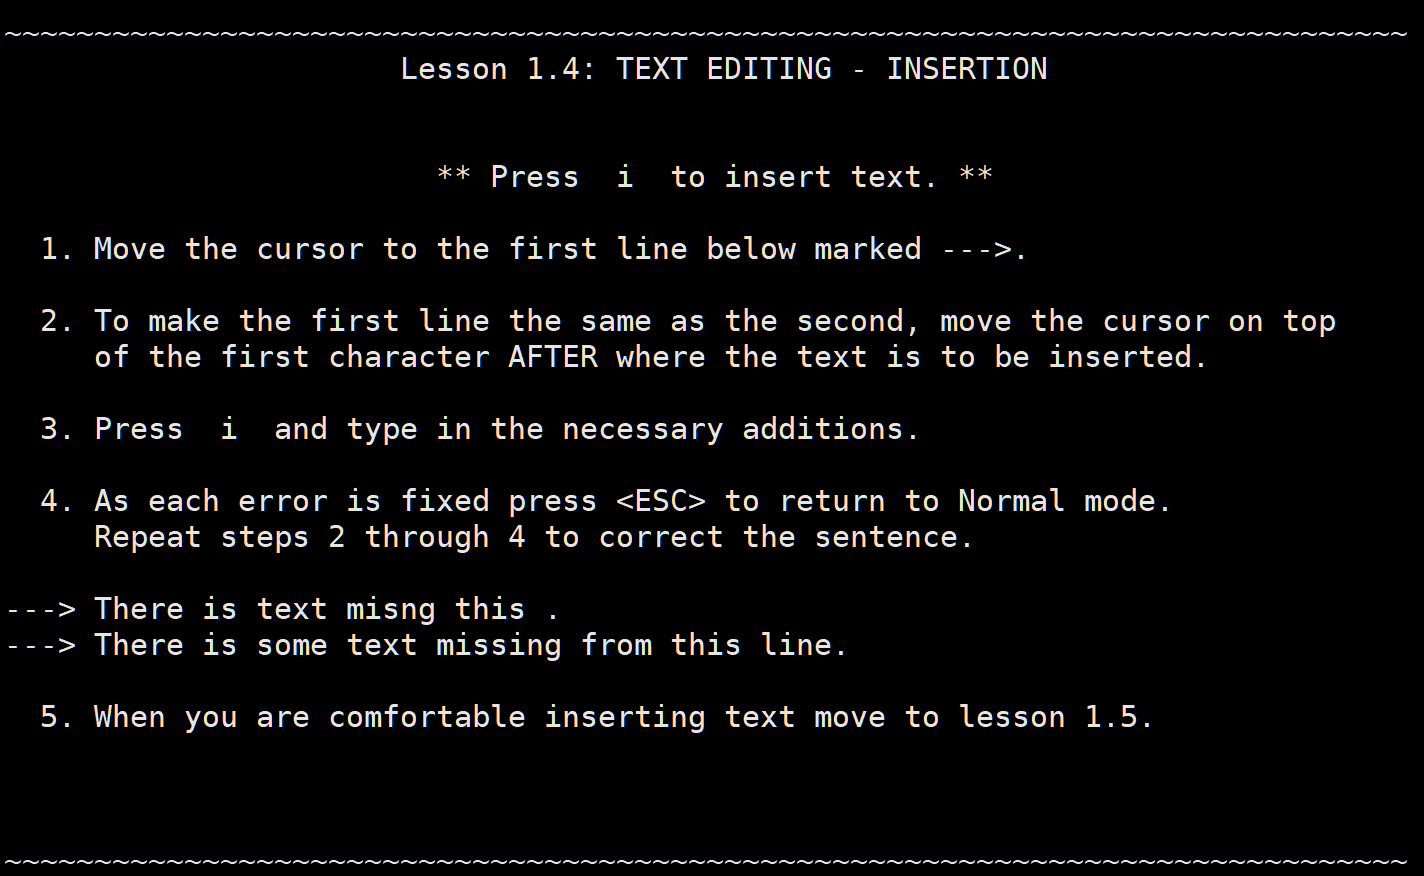 ~~~~~~~~~~~~~~~~~~~~~~~~~~~~~~~~~~~~~~~~~~~~~~~~~~~~~~~~~~~~~~~~~~~~~~~~~~~~~~
Lesson 1.4: TEXT EDITING - INSERTION
** Press  i  to insert text. **
1. Move the cursor to the first line below marked --->.
2. To make the first line the same as the second, move the cursor on top
of the first character AFTER where the text is to be inserted.
3. Press  i  and type in the necessary additions.
4. As each error is fixed press <ESC> to return to Normal mode.
Repeat steps 2 through 4 to correct the sentence.
---> There is text misng this .
---> There is some text missing from this line.
5. When you are comfortable inserting text move to lesson 1.5.
~~~~~~~~~~~~~~~~~~~~~~~~~~~~~~~~~~~~~~~~~~~~~~~~~~~~~~~~~~~~~~~~~~~~~~~~~~~~~~